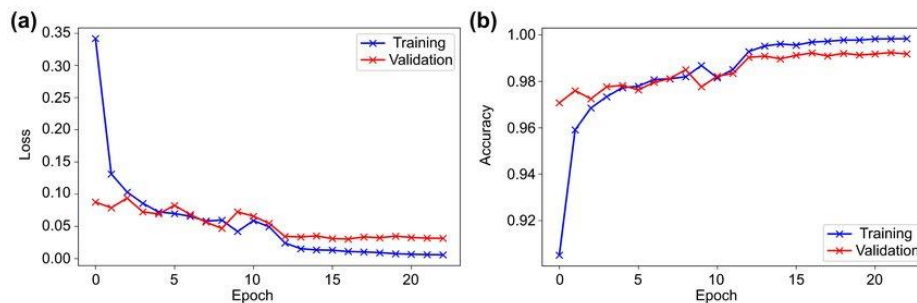 (a)
0.35
0.30
0.25
0.20
0.15
0.10
0.05
0.00
Loss
0 5 10 15 20
Epoch
Training
Validation
(b)
1.00
0.98
0.96
0.94
0.92
Accuracy
0 5 10 15 20
Epoch
Training
Validation